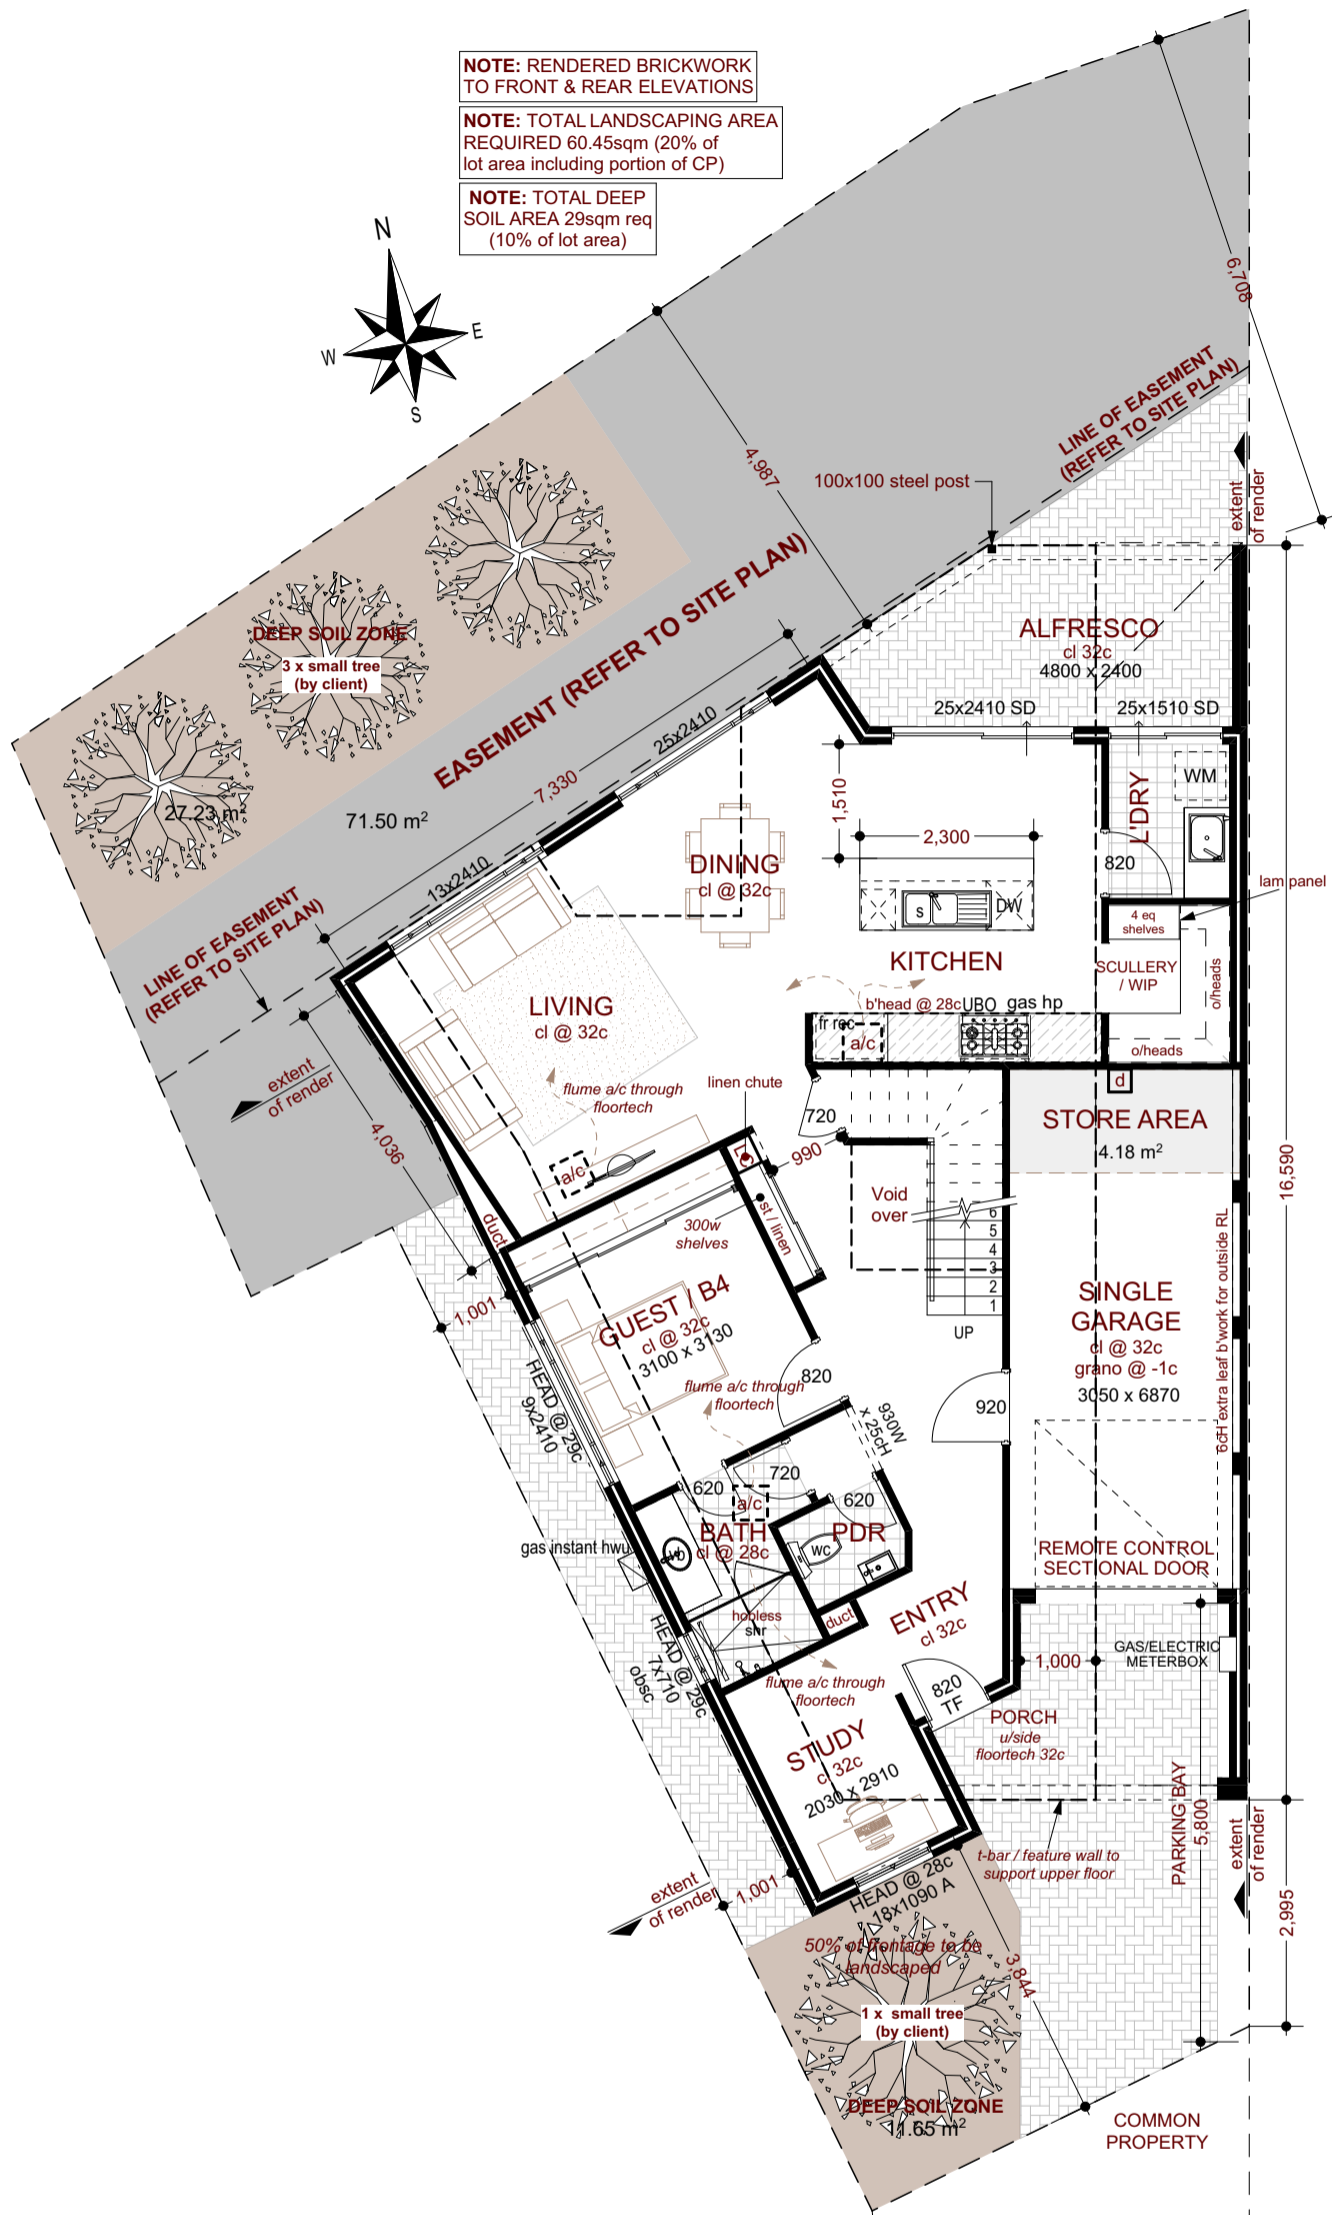 NOTE: RENDERED BRICKWORK
TO FRONT & REAR ELEVATIONS
NOTE: TOTAL LANDSCAPING AREA
REQUIRED 60.45sqm (20% of
lot area including portion of CP)
NOTE: TOTAL DEEP
SOIL AREA 29sqm req
(10% of lot area)
N
E
W
S
6,708
LINE OF EASEMENT
(REFER TO SITE PLAN)
4,987
100x100 steel post
extent
of render
EASEMENT (REFER TO SITE PLAN)
DEEP SOIL ZONE
3 x small tree
(by client)
ALFRESCO
cl 32c
4800 x 2400
25x2410 SD
25x1510 SD
25x2410
7,330
27.23 m²
71.50 m²
1,510
2,300
L'DRY
WM
820
DINING
cl @ 32c
13x2410
lam panel
S
DW
4 eq
shelves
LINE OF EASEMENT
(REFER TO SITE PLAN)
KITCHEN
SCULLERY
/ WIP
o/heads
b'head @ 28c
UBO
gas hp
LIVING
cl @ 32c
fr rec
a/c
o/heads
extent
of render
flume a/c through
floortech
linen chute
d
720
STORE AREA
4.18 m²
4,036
990
LC
a/c
duct
300w
shelves
st / linen
Void
over
6
5
4
3
2
1
UP
16,590
6cH extra leaf b'work for outside RL
1,001
GUEST / B4
cl @ 32c
3100 x 3130
SINGLE
GARAGE
cl @ 32c
grano @ -1c
3050 x 6870
HEAD @ 29c
9x2410
flume a/c through
floortech
820
930W
x 25cH
920
620
720
a/c
620
BATH
cl @ 28c
PDR
wc
gas instant hwu
REMOTE CONTROL
SECTIONAL DOOR
hobless
shr
duct
ENTRY
cl 32c
HEAD @ 29c
7x710
obsc
GAS/ELECTRIC
METERBOX
1,000
flume a/c through
floortech
820
TF
PORCH
u/side
floortech 32c
STUDY
cl 32c
2030 x 2910
PARKING BAY
5,800
t-bar / feature wall to
support upper floor
extent
of render
extent
of render
1,001
HEAD @ 28c
18x1090 A
2,995
50% of frontage to be
landscaped
3,844
1 x small tree
(by client)
DEEP SOIL ZONE
11.65 m²
COMMON
PROPERTY